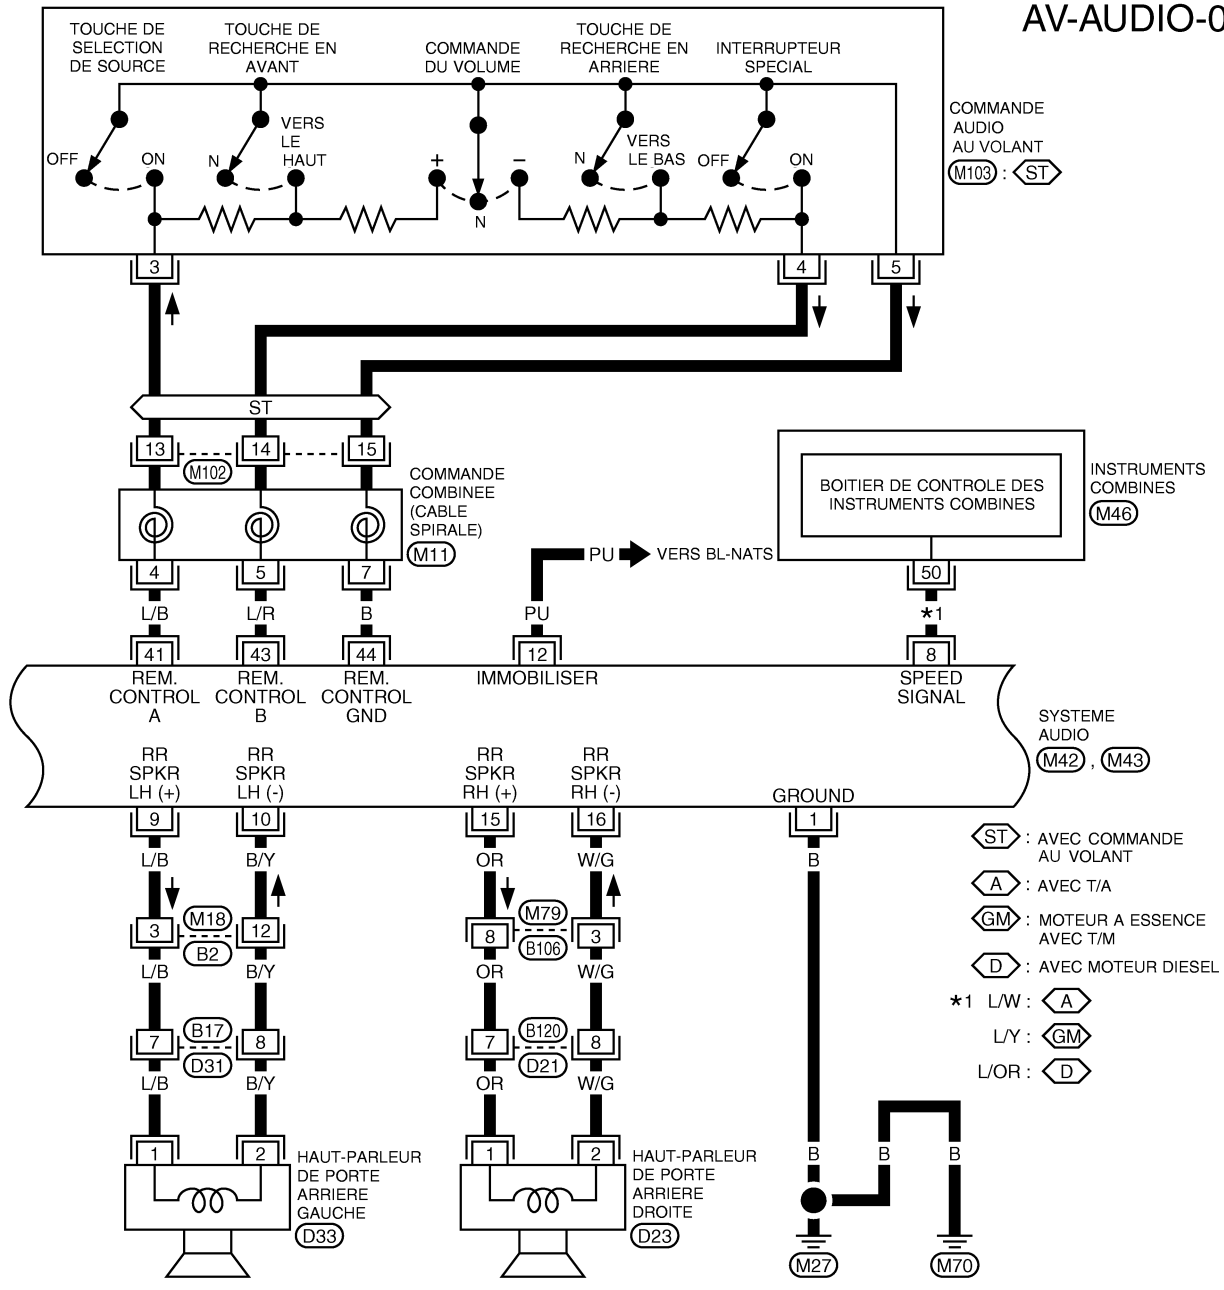 AV-AUDIO-0
TOUCHE DE
SELECTION
DE SOURCE
TOUCHE DE
RECHERCHE EN
AVANT
COMMANDE
DU VOLUME
TOUCHE DE
RECHERCHE EN
ARRIERE
INTERRUPTEUR
SPECIAL
OFF
ON
N
VERS
LE
HAUT
+
N
−
N
VERS
LE BAS
OFF
ON
COMMANDE
AUDIO
AU VOLANT
M103 : ST
3
4
5
ST
13
14
15
M102
COMMANDE
COMBINEE
(CABLE
SPIRALE)
M11
4
5
7
L/B
L/R
B
41
43
44
PU
VERS BL-NATS
PU
12
BOITIER DE CONTROLE DES
INSTRUMENTS COMBINES
INSTRUMENTS
COMBINES
M46
50
*1
8
REM.
CONTROL
A
REM.
CONTROL
B
REM.
CONTROL
GND
IMMOBILISER
SPEED
SIGNAL
SYSTEME
AUDIO
M42 , M43
RR
SPKR
LH (+)
RR
SPKR
LH (-)
RR
SPKR
RH (+)
RR
SPKR
RH (-)
GROUND
9
10
15
16
1
L/B
B/Y
OR
W/G
B
3
M18
B2
12
8
M79
B106
3
L/B
B/Y
OR
W/G
7
B17
D31
8
7
B120
D21
8
L/B
B/Y
OR
W/G
1
2
1
2
HAUT-PARLEUR
DE PORTE
ARRIERE
GAUCHE
D33
HAUT-PARLEUR
DE PORTE
ARRIERE
DROITE
D23
B
B
B
M27
M70
ST : AVEC COMMANDE
AU VOLANT
A : AVEC T/A
GM : MOTEUR A ESSENCE
AVEC T/M
D : AVEC MOTEUR DIESEL
*1 L/W : A
L/Y : GM
L/OR : D